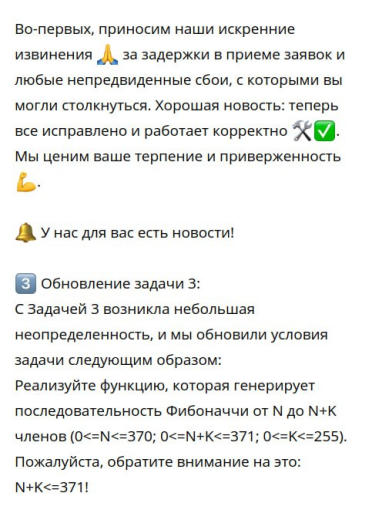 Во-первых, приносим наши искренние
извинения 🙏 за задержки в приеме заявок и
любые непредвиденные сбои, с которыми вы
могли столкнуться. Хорошая новость: теперь
все исправлено и работает корректно 🛠✅.
Мы ценим ваше терпение и приверженность
💪.
🔔 У нас для вас есть новости!
3️⃣ Обновление задачи 3:
С Задачей 3 возникла небольшая
неопределенность, и мы обновили условия
задачи следующим образом:
Реализуйте функцию, которая генерирует
последовательность Фибоначчи от N до N+K
членов (0<=N<=370; 0<=N+K<=371; 0<=K<=255).
Пожалуйста, обратите внимание на это:
N+K<=371!